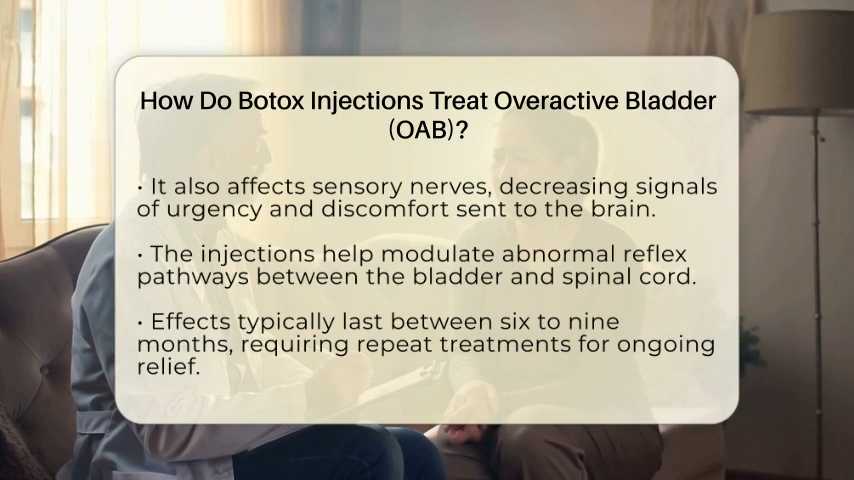 How Do Botox Injections Treat Overactive Bladder
(OAB)?
• It also affects sensory nerves, decreasing signals
of urgency and discomfort sent to the brain.
• The injections help modulate abnormal reflex
pathways between the bladder and spinal cord.
• Effects typically last between six to nine
months, requiring repeat treatments for ongoing
relief.